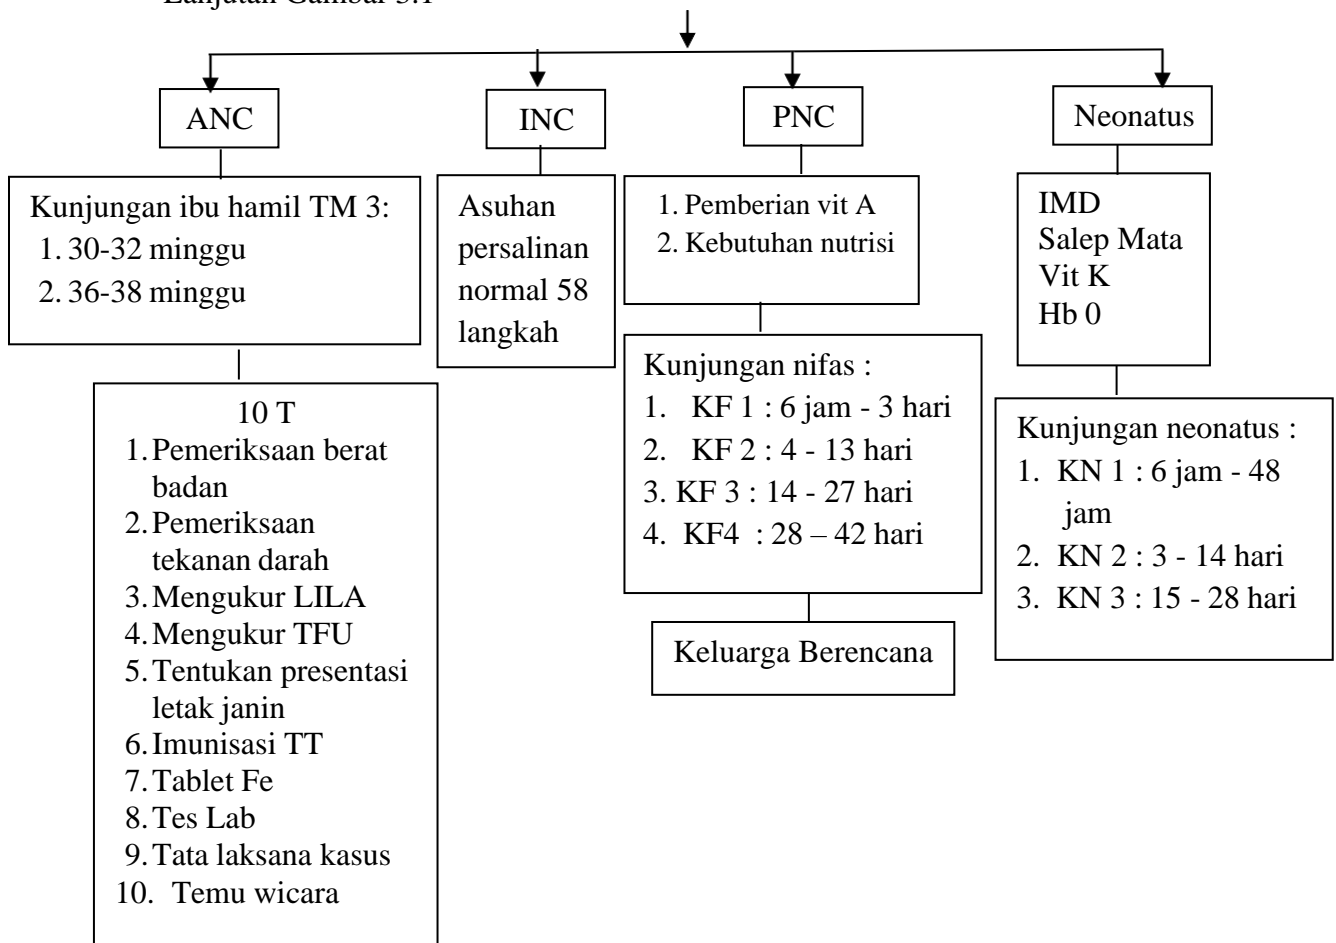 Lanjutan Gambar 3.1
ANC
INC
PNC
Neonatus
Kunjungan ibu hamil TM 3:
1. 30-32 minggu
2. 36-38 minggu
Asuhan
persalinan
normal 58
langkah
1. Pemberian vit A
2. Kebutuhan nutrisi
IMD
Salep Mata
Vit K
Hb 0
10 T
1. Pemeriksaan berat
badan
2. Pemeriksaan
tekanan darah
3. Mengukur LILA
4. Mengukur TFU
5. Tentukan presentasi
letak janin
6. Imunisasi TT
7. Tablet Fe
8. Tes Lab
9. Tata laksana kasus
10. Temu wicara
Kunjungan nifas :
1. KF 1 : 6 jam - 3 hari
2. KF 2 : 4 - 13 hari
3. KF 3 : 14 - 27 hari
4. KF4 : 28 – 42 hari
Keluarga Berencana
Kunjungan neonatus :
1. KN 1 : 6 jam - 48
jam
2. KN 2 : 3 - 14 hari
3. KN 3 : 15 - 28 hari